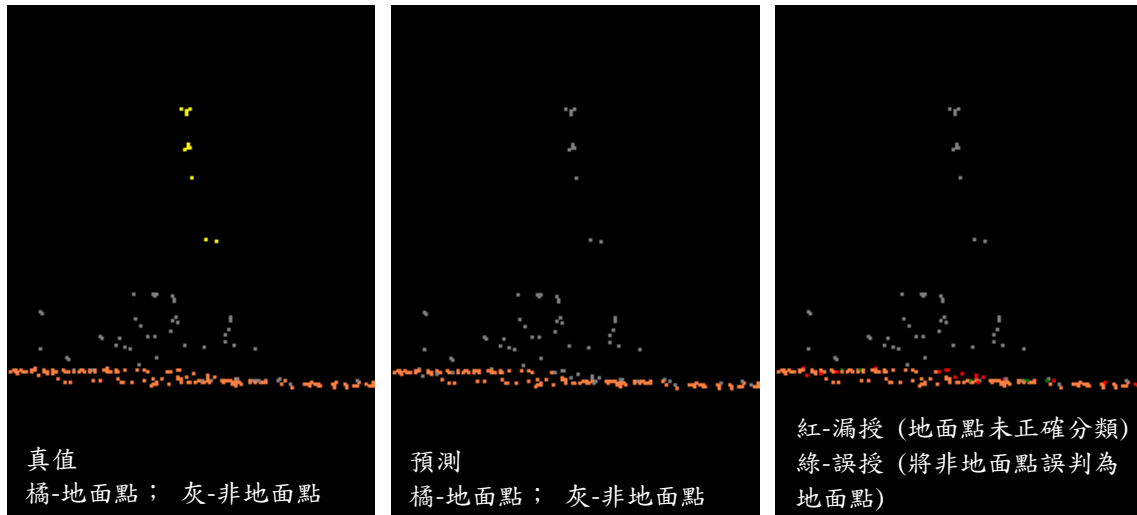 真值
橘-地面點； 灰-非地面點
預測
橘-地面點； 灰-非地面點
紅-漏授 (地面點未正確分類)
綠-誤授 (將非地面點誤判為
地面點)